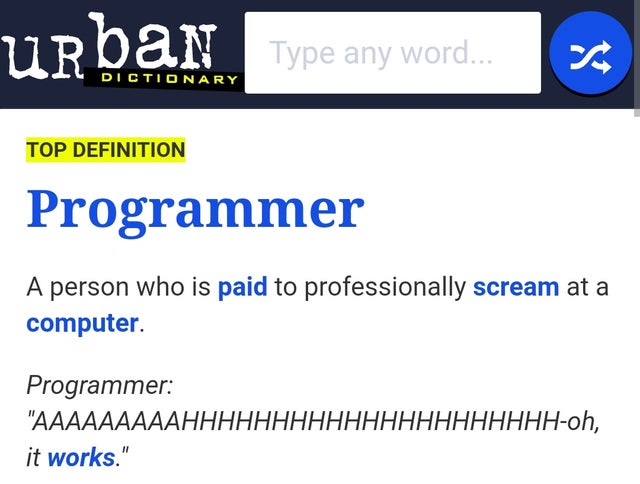 urban
DICTIONARY
Type any word...
TOP DEFINITION
Programmer
A person who is paid to professionally scream at a
computer.
Programmer:
"AAAAAAAAAHHHHHHHHHHHHHHHHHHHHH-oh,
it works."